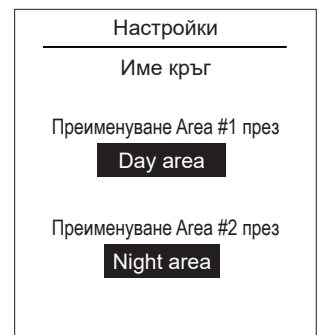 Настройки
Име кръг
Преименуване Area #1 през
Day area
Преименуване Area #2 през
Night area